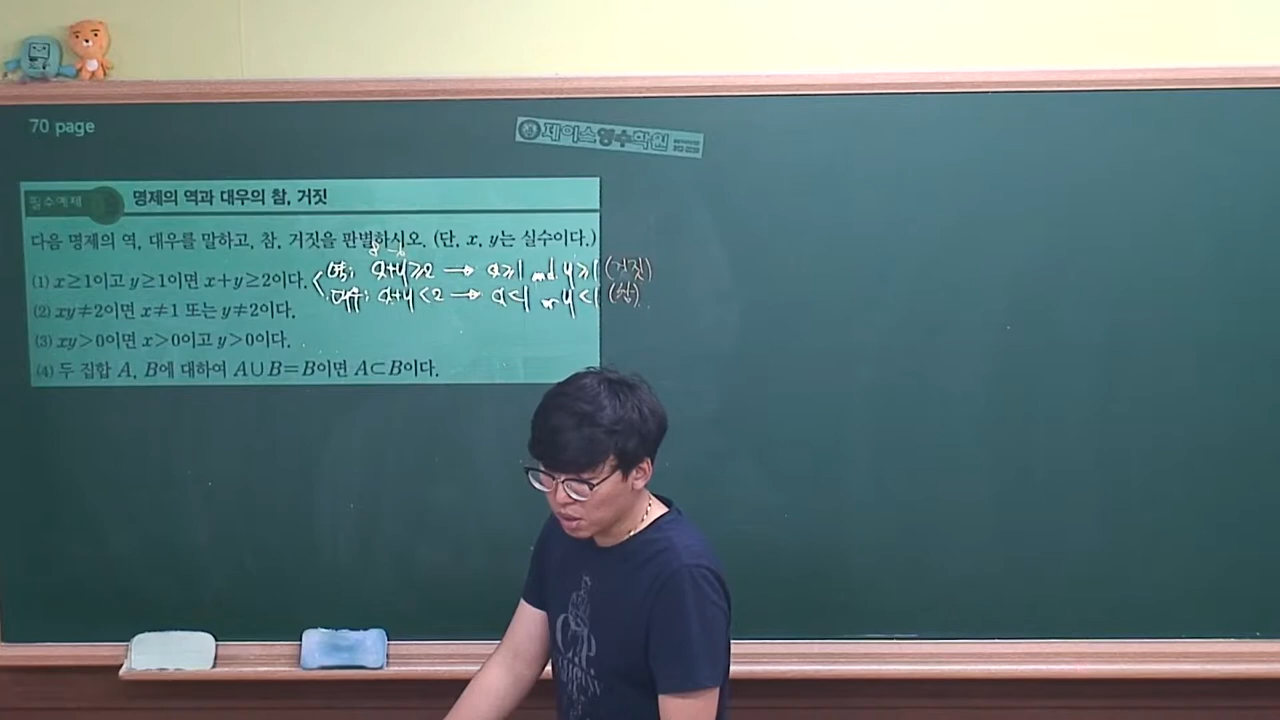 70 page
제이스영수학원
필수예제
명제의 역과 대우의 참, 거짓
다음 명제의 역, 대우를 말하고, 참, 거짓을 판별하시오. (단, x, y는 실수이다.)
(1) x≥1이고 y≥1이면 x+y≥2이다.
역: x+y≥2 → x≥1 and y≥1 (거짓)
대우: x+y<2 → x<1 or y<1 (참)
(2) xy≠2이면 x≠1 또는 y≠2이다.
(3) xy>0이면 x>0이고 y>0이다.
(4) 두 집합 A, B에 대하여 A∪B=B이면 A⊂B이다.